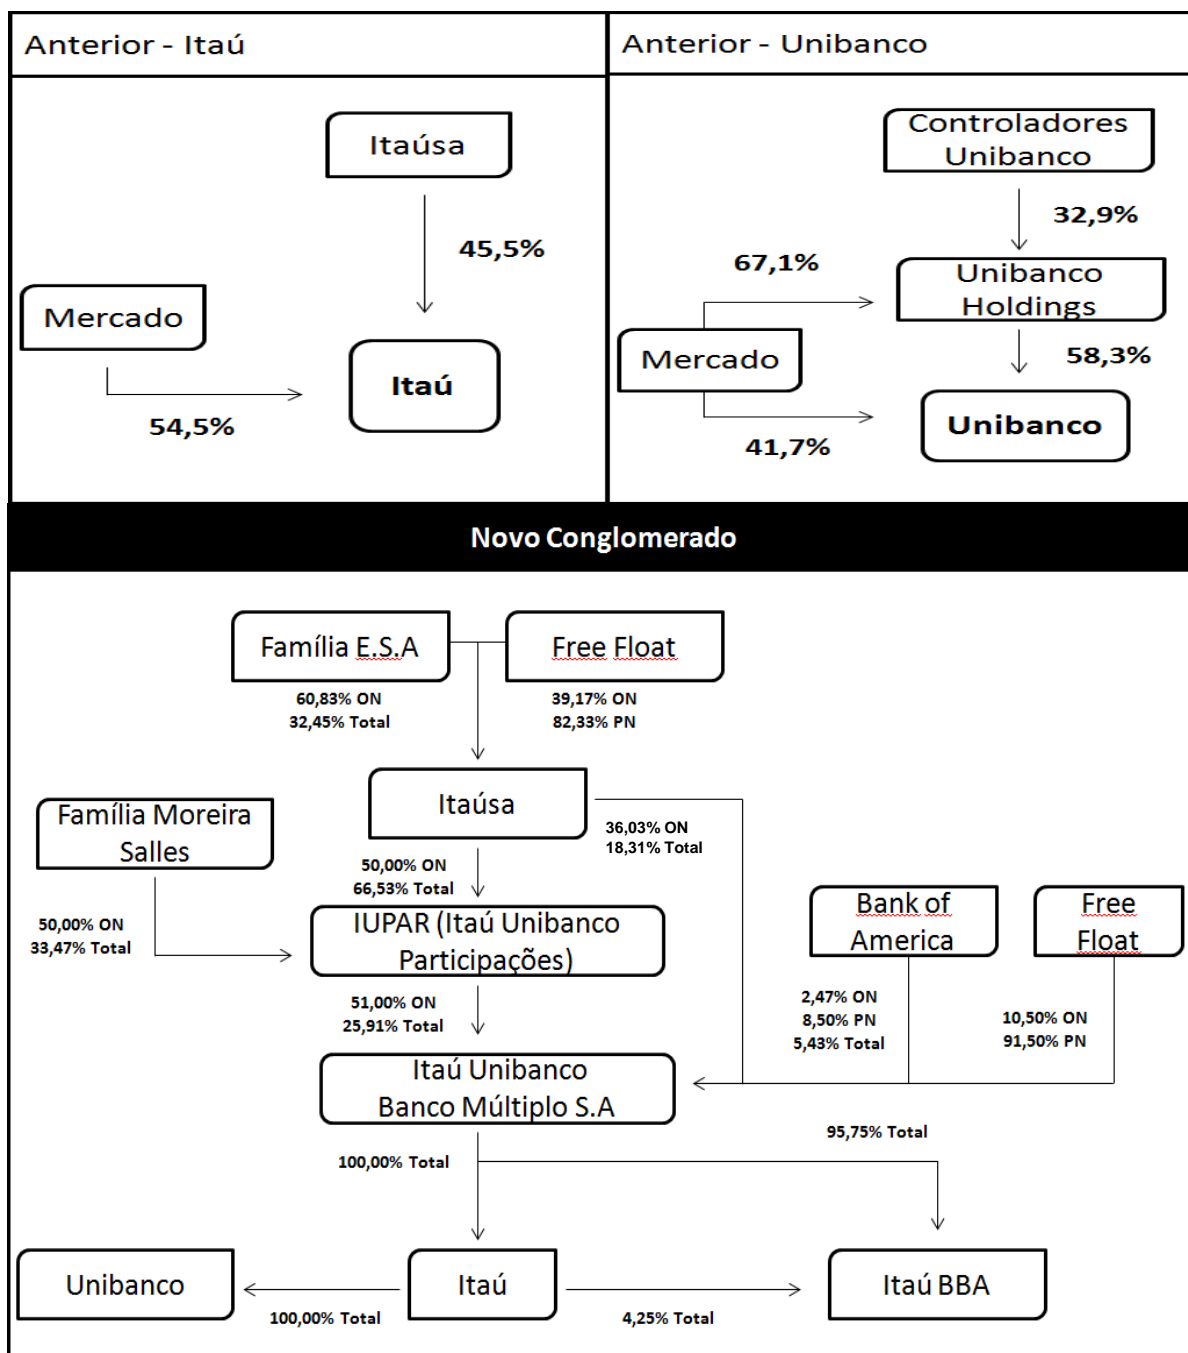 Anterior - Itaú
Itaúsa
45,5%
Mercado
Itaú
54,5%
Anterior - Unibanco
Controladores
Unibanco
32,9%
67,1%
Unibanco
Holdings
Mercado
58,3%
Unibanco
41,7%
Novo Conglomerado
Família E.S.A
Free Float
60,83% ON
32,45% Total
39,17% ON
82,33% PN
Itaúsa
Família Moreira
Salles
36,03% ON
18,31% Total
50,00% ON
66,53% Total
50,00% ON
33,47% Total
IUPAR (Itaú Unibanco
Participações)
Bank of
America
Free
Float
51,00% ON
25,91% Total
2,47% ON
8,50% PN
5,43% Total
10,50% ON
91,50% PN
Itaú Unibanco
Banco Múltiplo S.A
95,75% Total
100,00% Total
Unibanco
Itaú
Itaú BBA
100,00% Total
4,25% Total